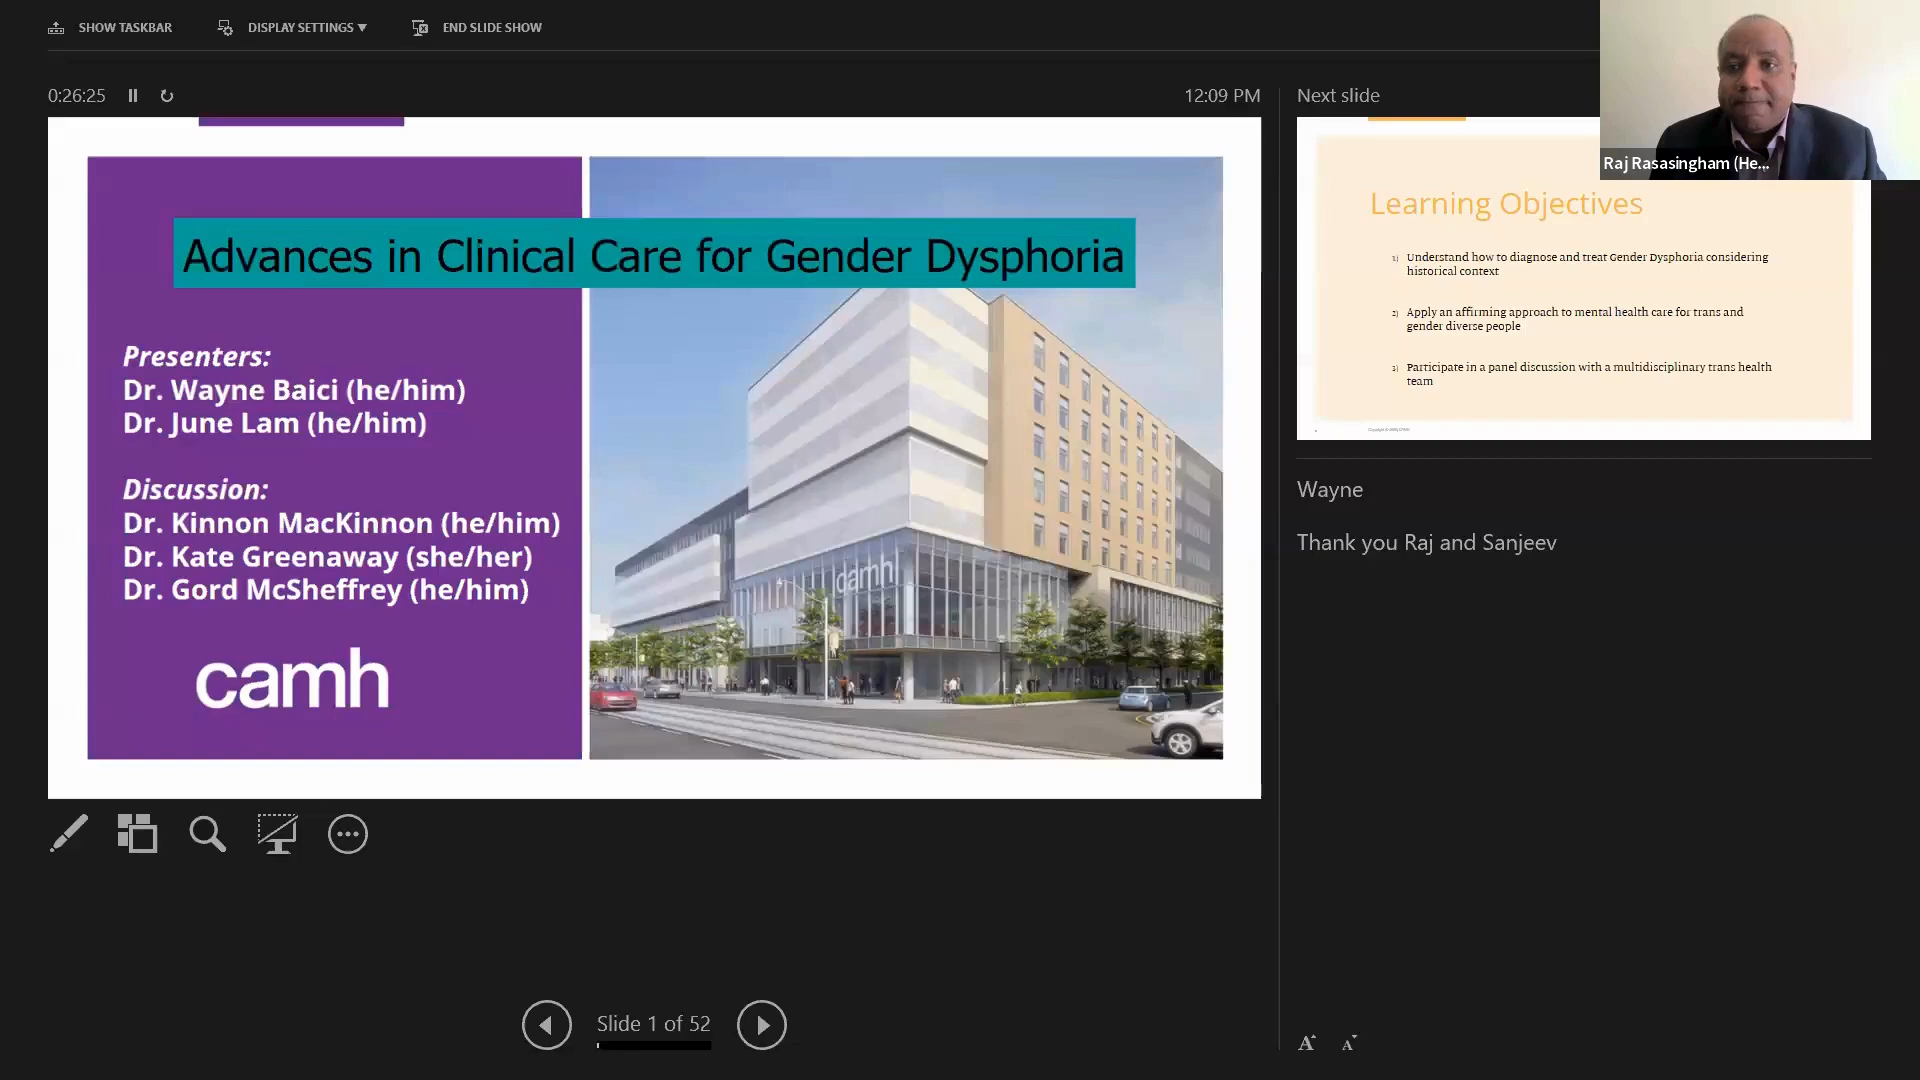 SHOW TASKBAR
DISPLAY SETTINGS
END SLIDE SHOW
0:26:25
12:09 PM
Next slide
Raj Rasasingham (He...
Advances in Clinical Care for Gender Dysphoria
Presenters:
Dr. Wayne Baici (he/him)
Dr. June Lam (he/him)
Discussion:
Dr. Kinnon MacKinnon (he/him)
Dr. Kate Greenaway (she/her)
Dr. Gord McSheffrey (he/him)
camh
camh
Learning Objectives
1) Understand how to diagnose and treat Gender Dysphoria considering
historical context
2) Apply an affirming approach to mental health care for trans and
gender diverse people
3) Participate in a panel discussion with a multidisciplinary trans health
team
Wayne
Thank you Raj and Sanjeev
Slide 1 of 52
A A